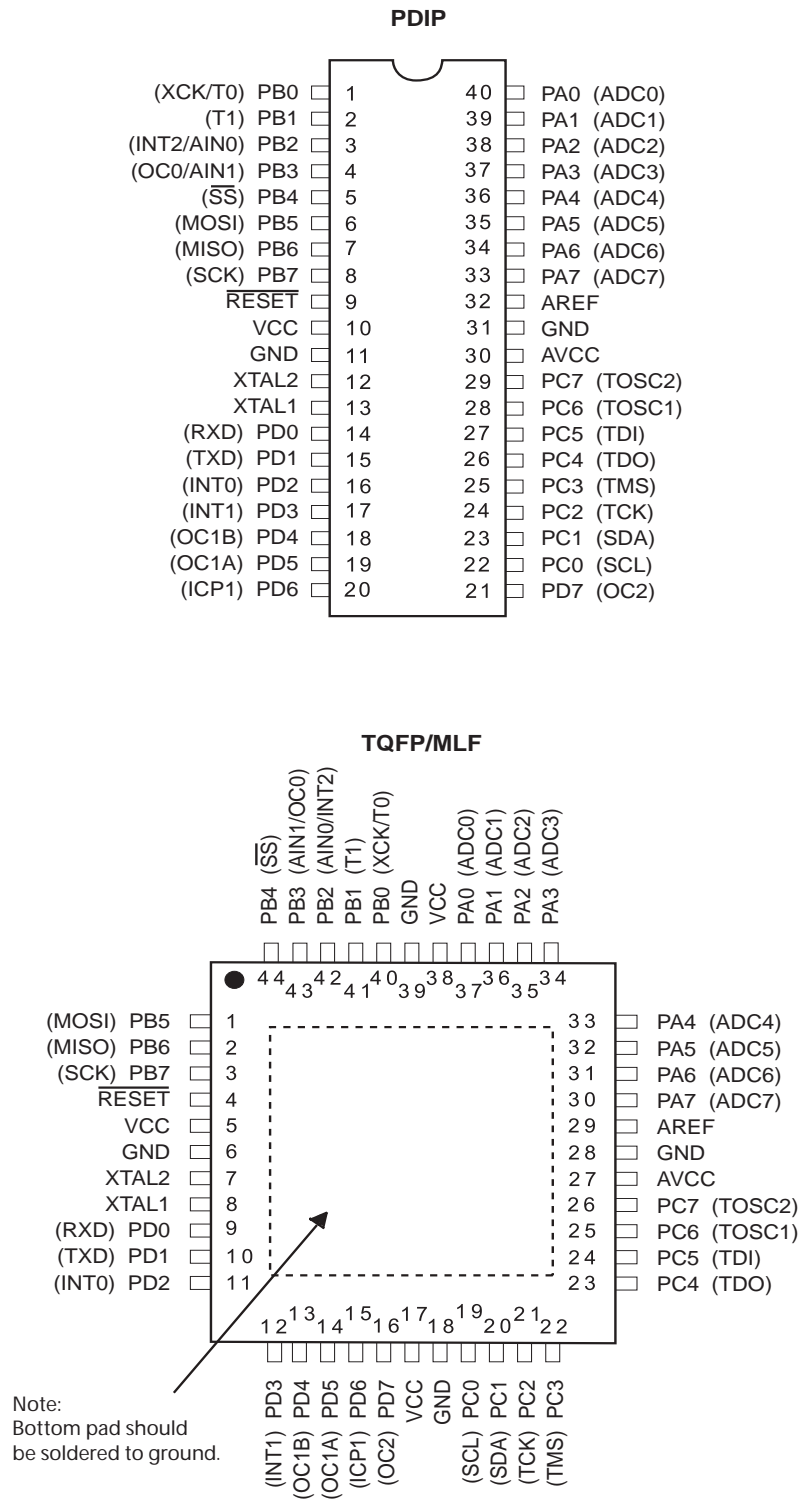 PDIP
(XCK/T0) PB0 1 40 PA0 (ADC0)
(T1) PB1 2 39 PA1 (ADC1)
(INT2/AIN0) PB2 3 38 PA2 (ADC2)
(OC0/AIN1) PB3 4 37 PA3 (ADC3)
(SS) PB4 5 36 PA4 (ADC4)
(MOSI) PB5 6 35 PA5 (ADC5)
(MISO) PB6 7 34 PA6 (ADC6)
(SCK) PB7 8 33 PA7 (ADC7)
RESET 9 32 AREF
VCC 10 31 GND
GND 11 30 AVCC
XTAL2 12 29 PC7 (TOSC2)
XTAL1 13 28 PC6 (TOSC1)
(RXD) PD0 14 27 PC5 (TDI)
(TXD) PD1 15 26 PC4 (TDO)
(INT0) PD2 16 25 PC3 (TMS)
(INT1) PD3 17 24 PC2 (TCK)
(OC1B) PD4 18 23 PC1 (SDA)
(OC1A) PD5 19 22 PC0 (SCL)
(ICP1) PD6 20 21 PD7 (OC2)
TQFP/MLF
PB4 (SS)
PB3 (AIN1/OC0)
PB2 (AIN0/INT2)
PB1 (T1)
PB0 (XCK/T0)
GND
VCC
PA0 (ADC0)
PA1 (ADC1)
PA2 (ADC2)
PA3 (ADC3)
44 43 42 41 40 39 38 37 36 35 34
(MOSI) PB5 1 33 PA4 (ADC4)
(MISO) PB6 2 32 PA5 (ADC5)
(SCK) PB7 3 31 PA6 (ADC6)
RESET 4 30 PA7 (ADC7)
VCC 5 29 AREF
GND 6 28 GND
XTAL2 7 27 AVCC
XTAL1 8 26 PC7 (TOSC2)
(RXD) PD0 9 25 PC6 (TOSC1)
(TXD) PD1 10 24 PC5 (TDI)
(INT0) PD2 11 23 PC4 (TDO)
12 13 14 15 16 17 18 19 20 21 22
(INT1) PD3
(OC1B) PD4
(OC1A) PD5
(ICP1) PD6
(OC2) PD7
VCC
GND
(SCL) PC0
(SDA) PC1
(TCK) PC2
(TMS) PC3
Note:
Bottom pad should
be soldered to ground.